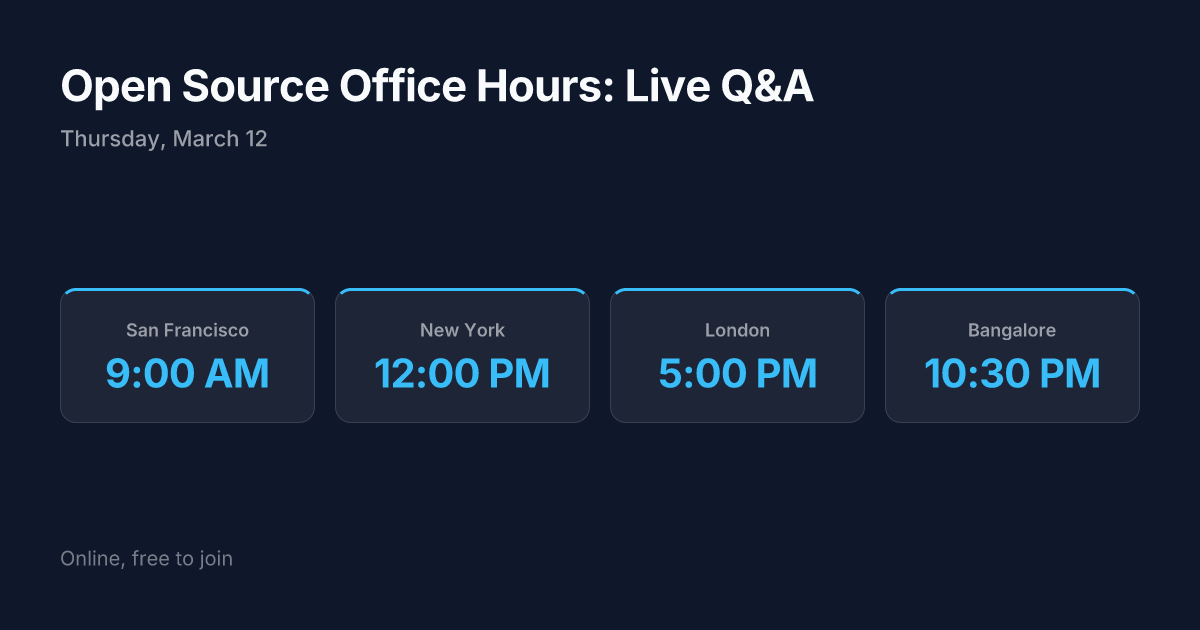 Open Source Office Hours: Live Q&A
Thursday, March 12
San Francisco
9:00 AM
New York
12:00 PM
London
5:00 PM
Bangalore
10:30 PM
Online, free to join